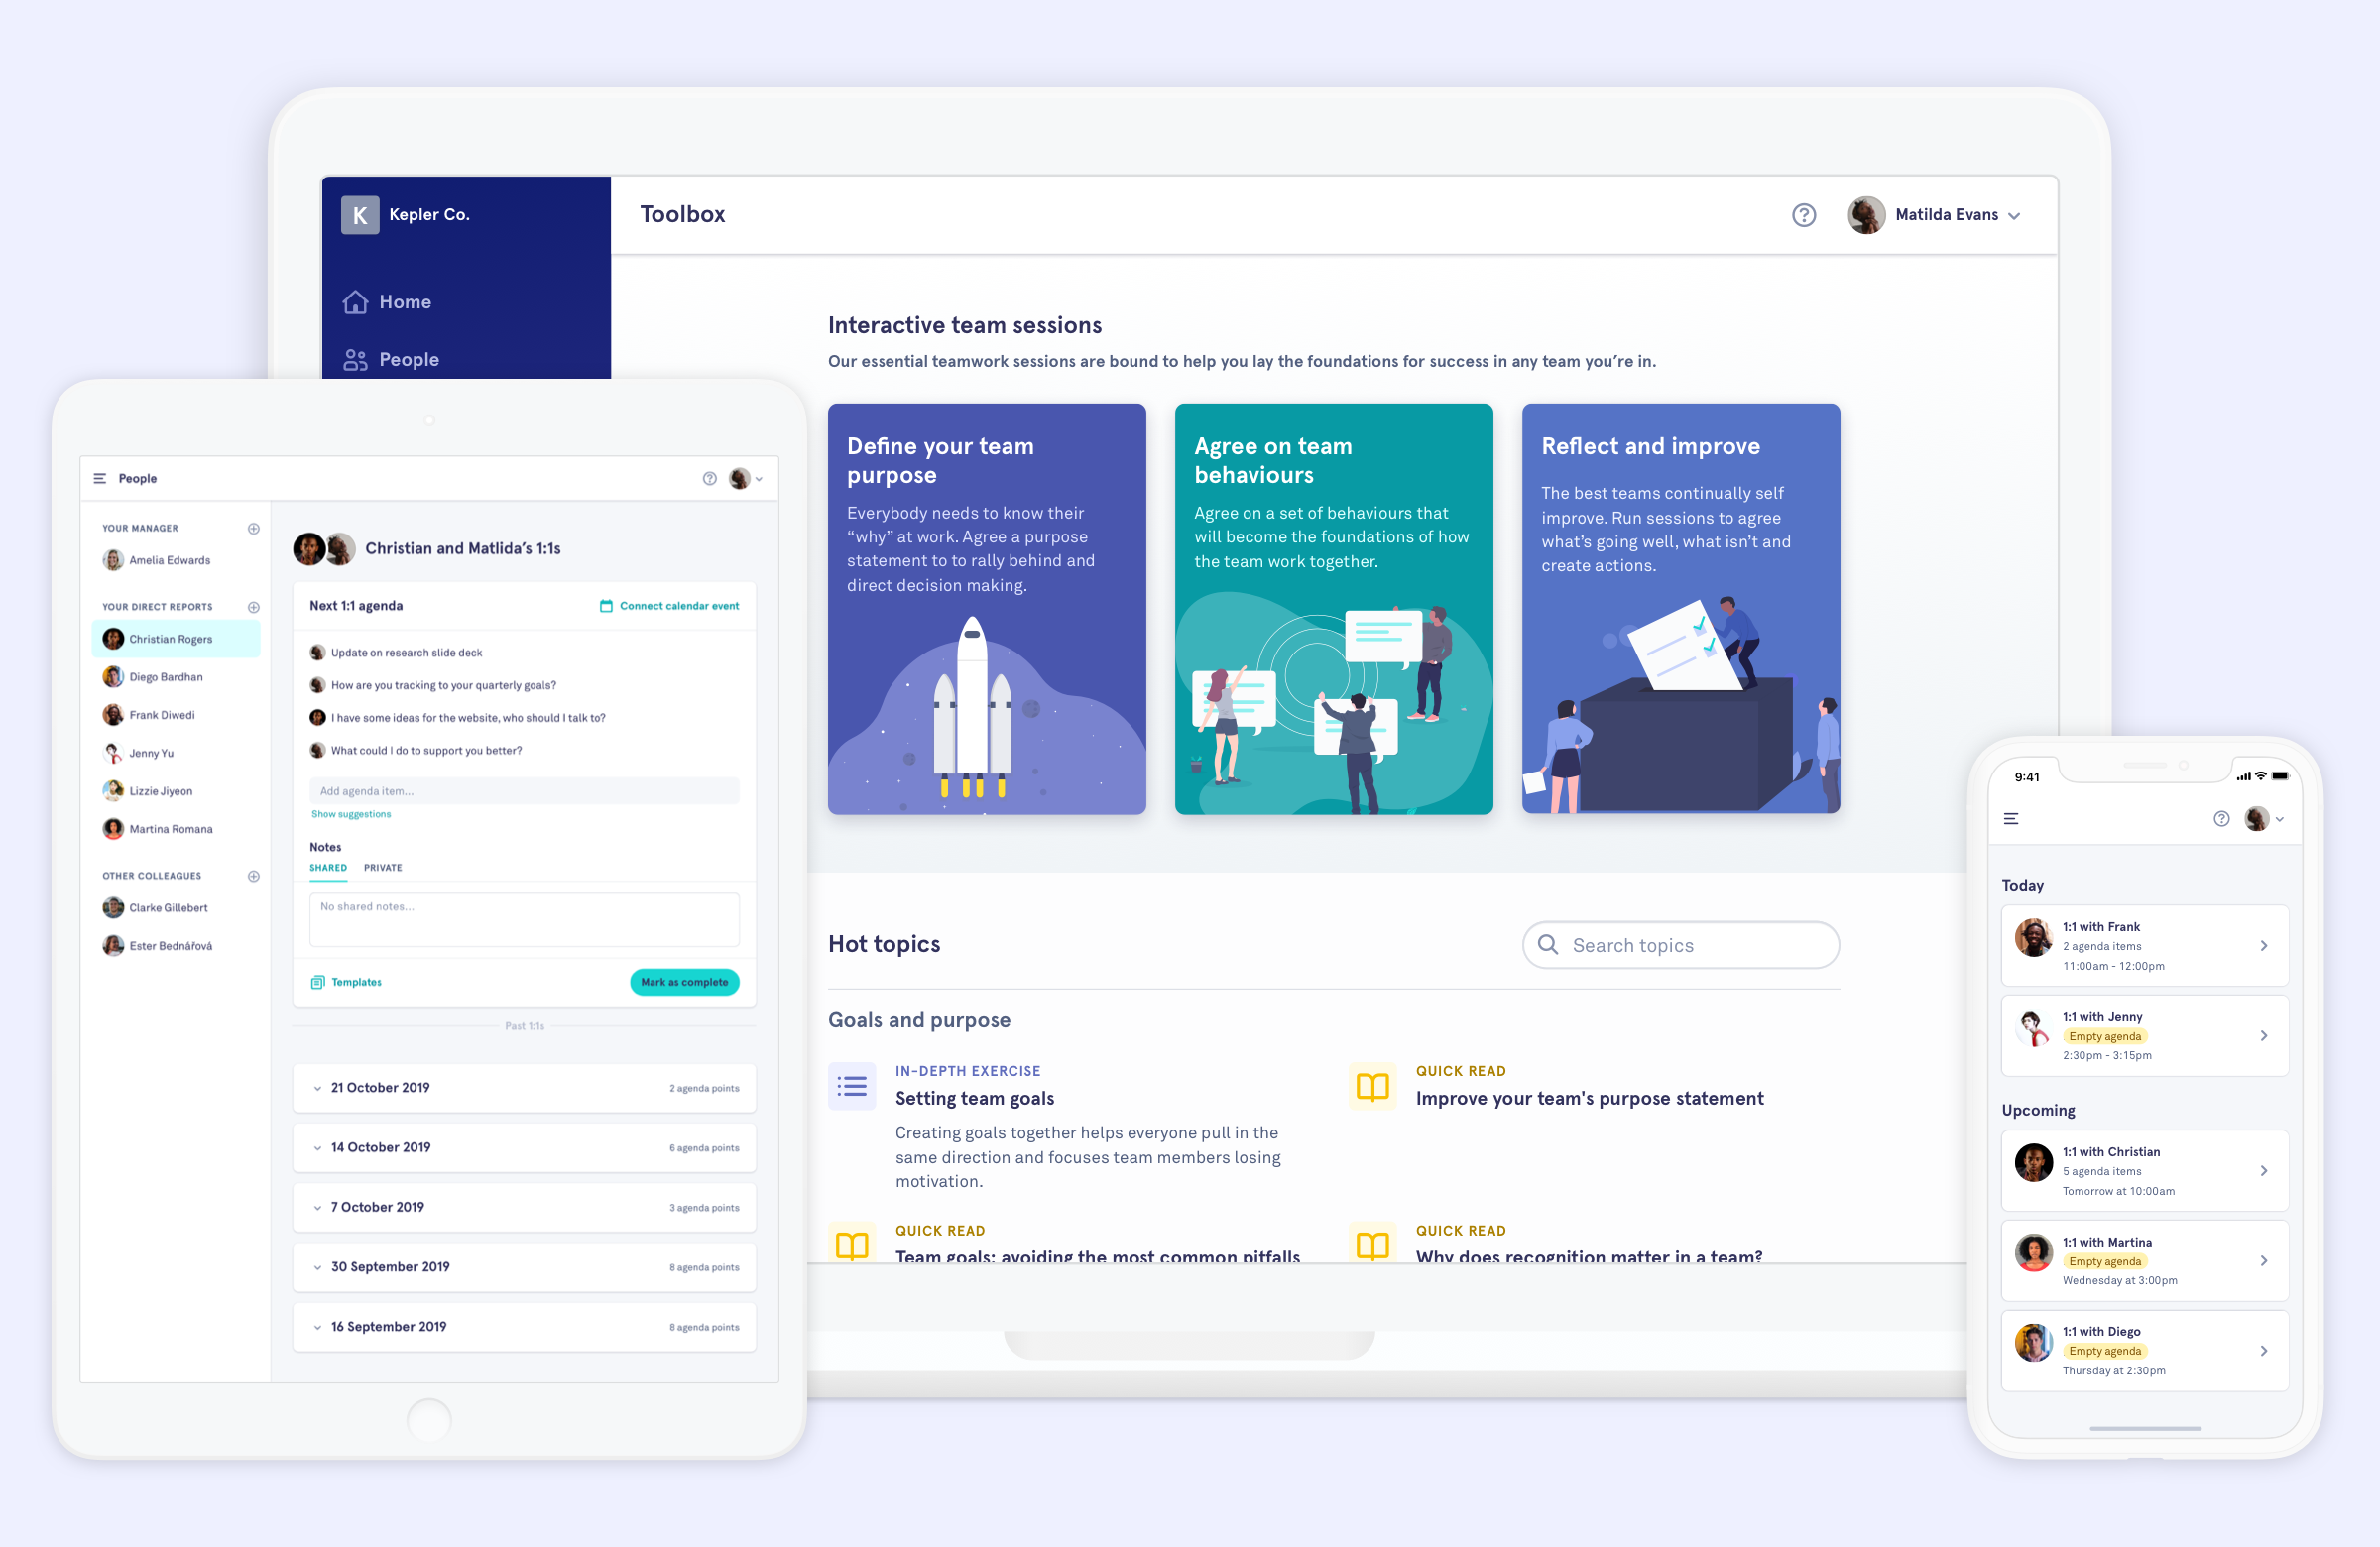 K
Kepler Co.
Home
People
Toolbox
Matilda Evans
Interactive team sessions
Our essential teamwork sessions are bound to help you lay the foundations for success in any team you’re in.
Define your team
purpose
Everybody needs to know their
“why” at work. Agree a purpose
statement to to rally behind and
direct decision making.
Agree on team
behaviours
Agree on a set of behaviours that
will become the foundations of how
the team work together.
Reflect and improve
The best teams continually self
improve. Run sessions to agree
what’s going well, what isn’t and
create actions.
Hot topics
Search topics
Goals and purpose
IN-DEPTH EXERCISE
Setting team goals
Creating goals together helps everyone pull in the
same direction and focuses team members losing
motivation.
QUICK READ
Improve your team's purpose statement
QUICK READ
Team goals: avoiding the most common pitfalls
QUICK READ
Why does recognition matter in a team?
People
YOUR MANAGER
Amelia Edwards
YOUR DIRECT REPORTS
Christian Rogers
Diego Bardhan
Frank Diwedi
Jenny Yu
Lizzie Jiyeon
Martina Romana
OTHER COLLEAGUES
Clarke Gillebert
Ester Bednářová
Christian and Matlida’s 1:1s
Next 1:1 agenda
Connect calendar event
Update on research slide deck
How are you tracking to your quarterly goals?
I have some ideas for the website, who should I talk to?
What could I do to support you better?
Add agenda item...
Show suggestions
Notes
SHARED
PRIVATE
No shared notes...
Templates
Mark as complete
Past 1:1s
21 October 2019
2 agenda points
14 October 2019
6 agenda points
7 October 2019
3 agenda points
30 September 2019
8 agenda points
16 September 2019
8 agenda points
9:41
Today
1:1 with Frank
2 agenda items
11:00am - 12:00pm
1:1 with Jenny
Empty agenda
2:30pm - 3:15pm
Upcoming
1:1 with Christian
5 agenda items
Tomorrow at 10:00am
1:1 with Martina
Empty agenda
Wednesday at 3:00pm
1:1 with Diego
Empty agenda
Thursday at 2:30pm